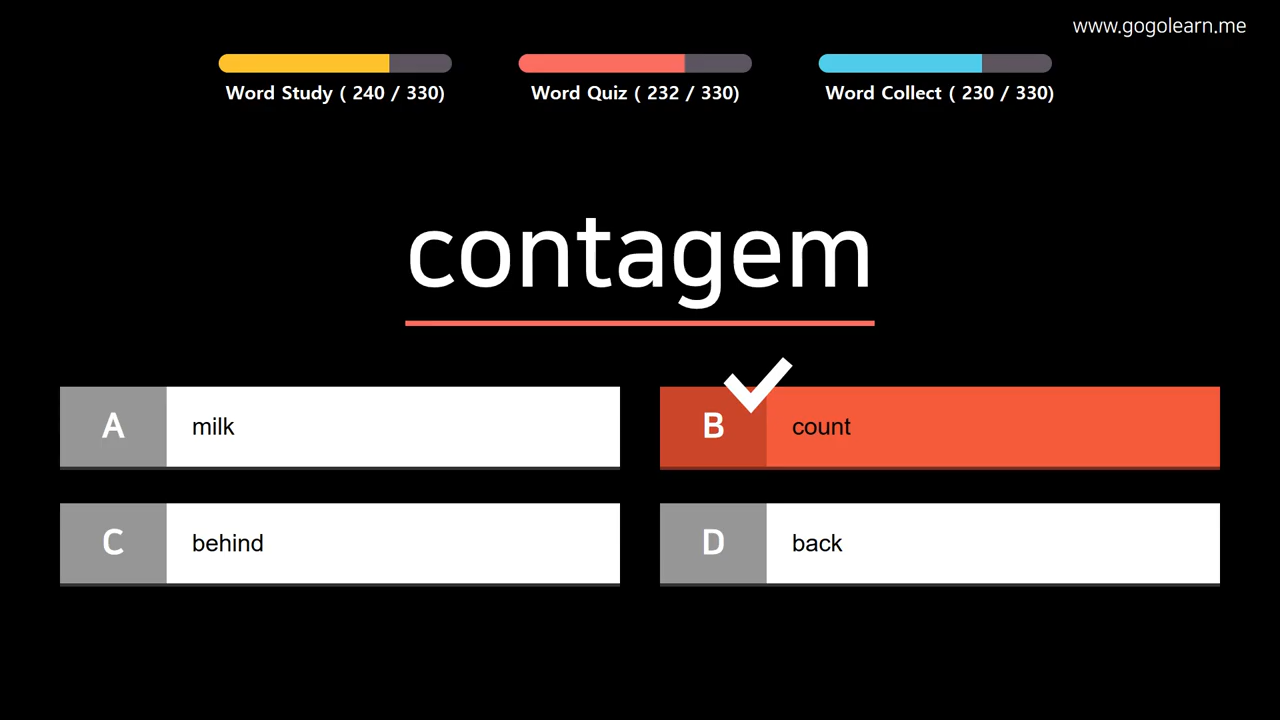 www.gogolearn.me
Word Study ( 240 / 330)
Word Quiz ( 232 / 330)
Word Collect ( 230 / 330)
contagem
A milk
B count
C behind
D back